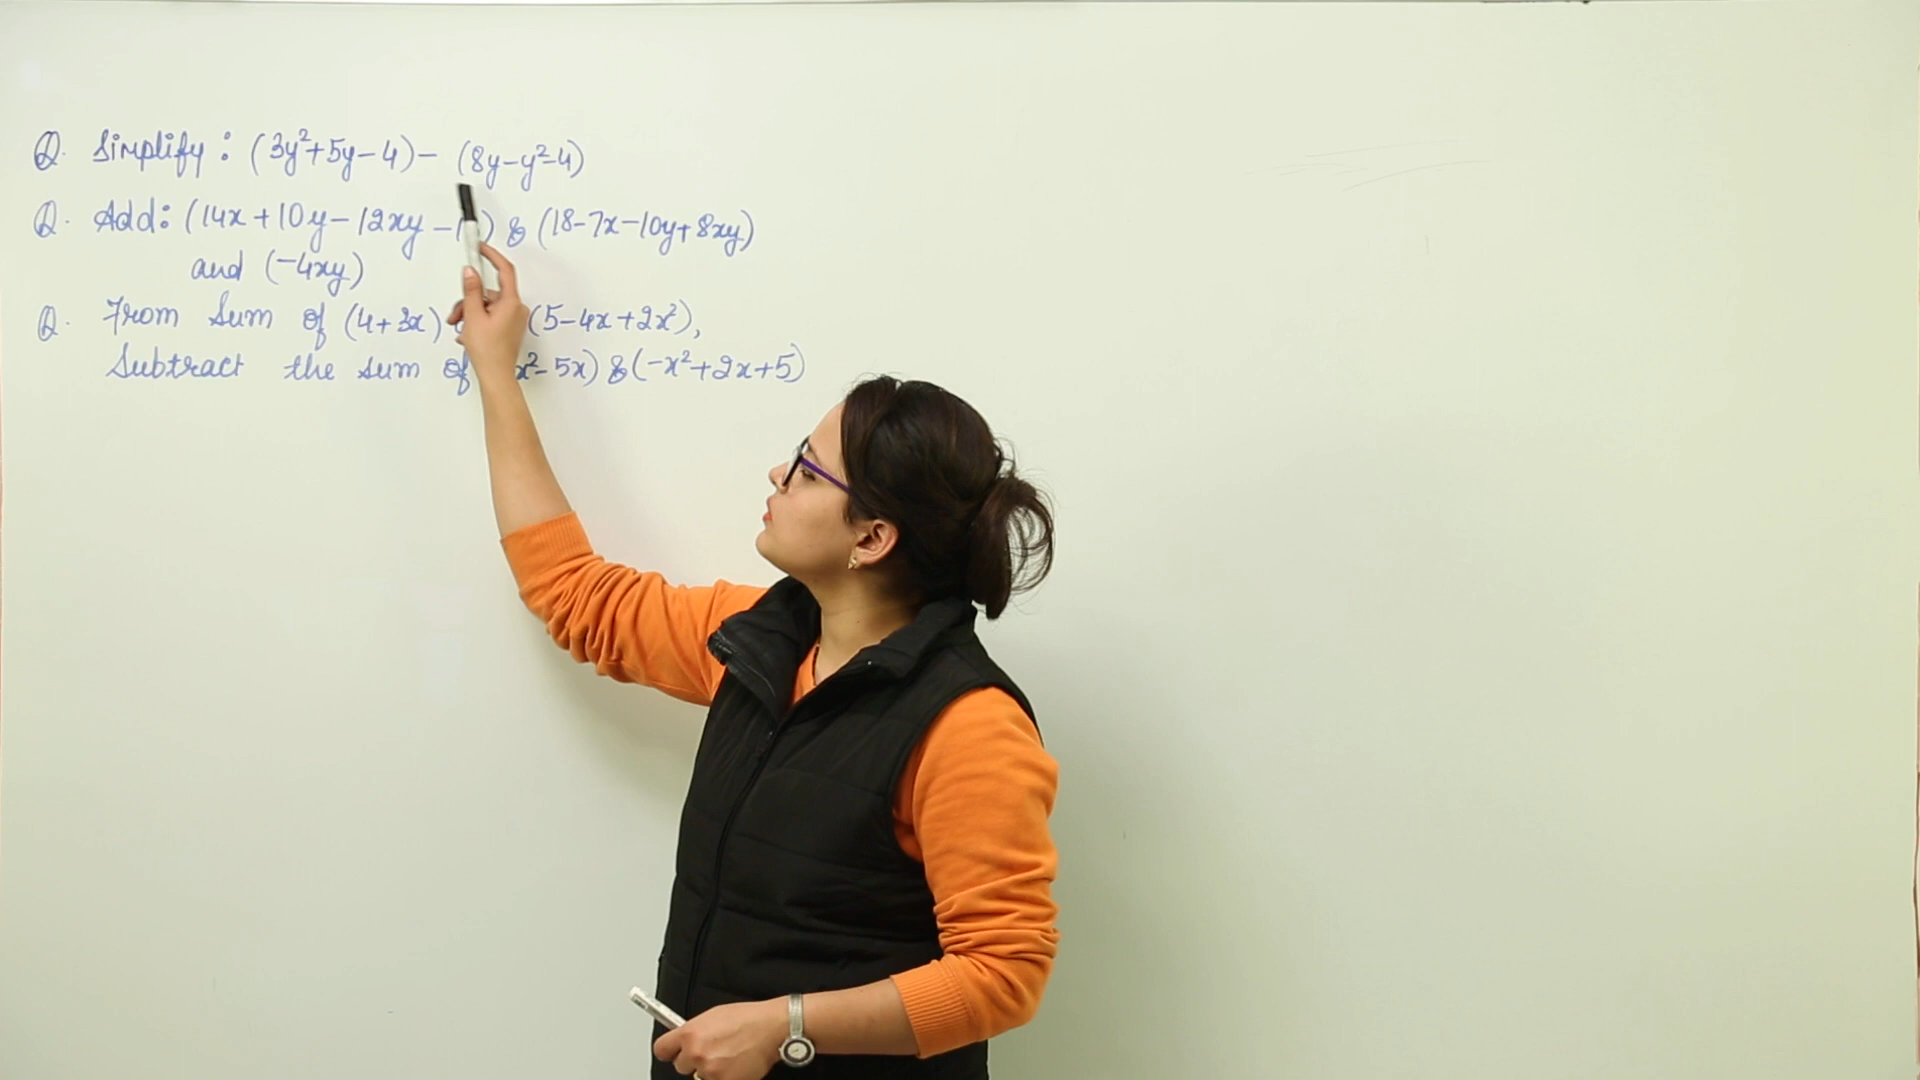 Q. Simplify : (3y²+5y-4) - (8y-y²-4)
Q. Add: (14x+10y-12xy-) & (18-7x-10y+8xy)
and (-4xy)
Q. From Sum of (4+3x) (5-4x+2x²),
Subtract the sum of x²-5x) & (-x²+2x+5)